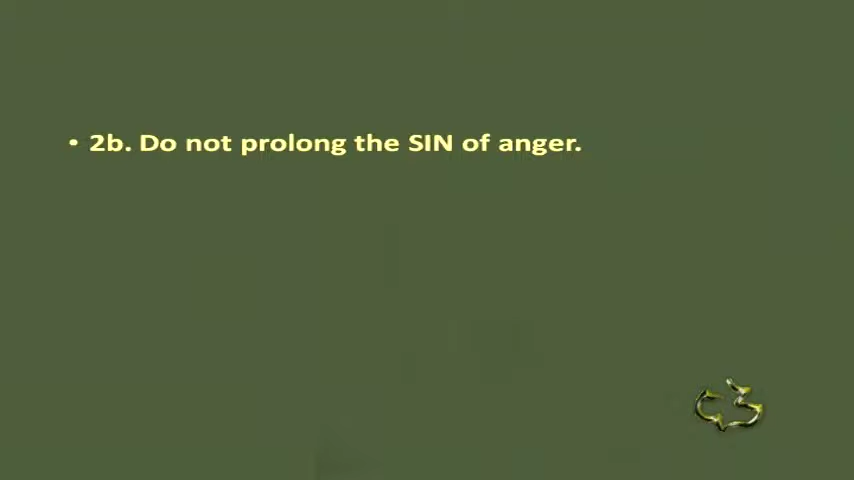 • 2b. Do not prolong the SIN of anger.